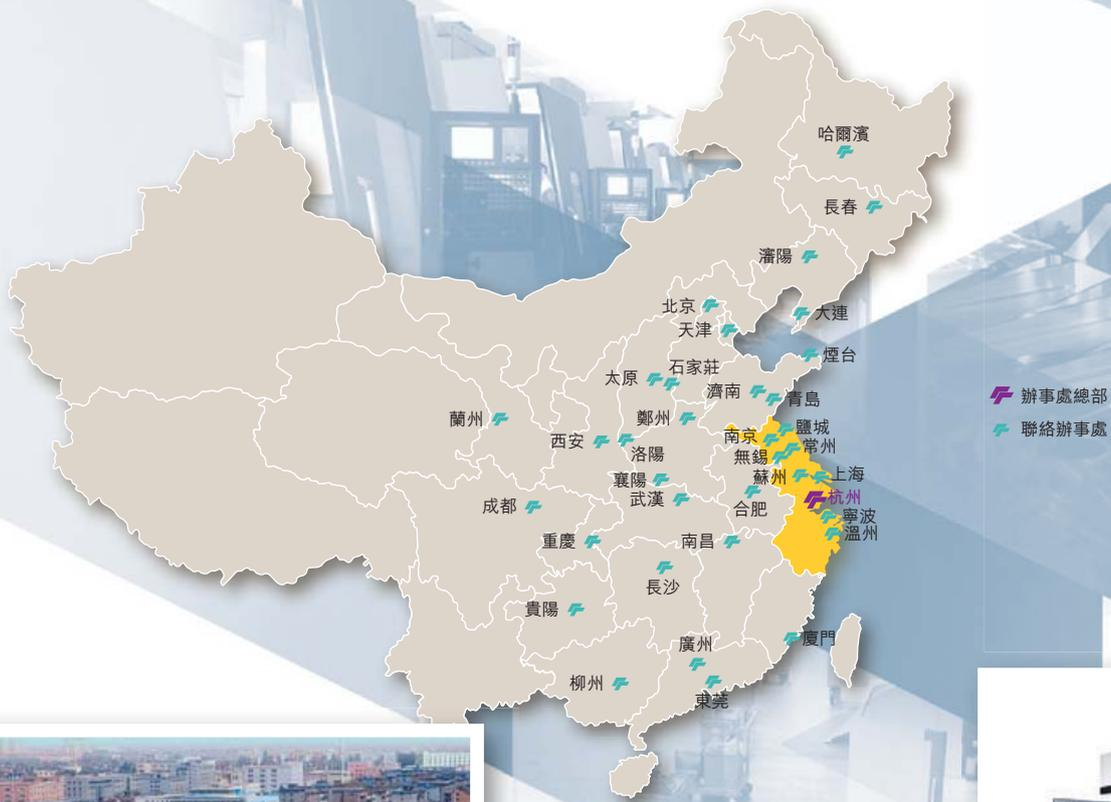 哈爾濱
長春
瀋陽
北京
大連
天津
煙台
石家莊
太原
濟南
青島
辦事處總部
蘭州
鄭州
聯絡辦事處
南京
鹽城
西安
常州
洛陽
無錫
蘇州
上海
襄陽
杭州
武漢
成都
合肥
寧波
溫州
重慶
南昌
長沙
貴陽
廈門
廣州
柳州
東莞